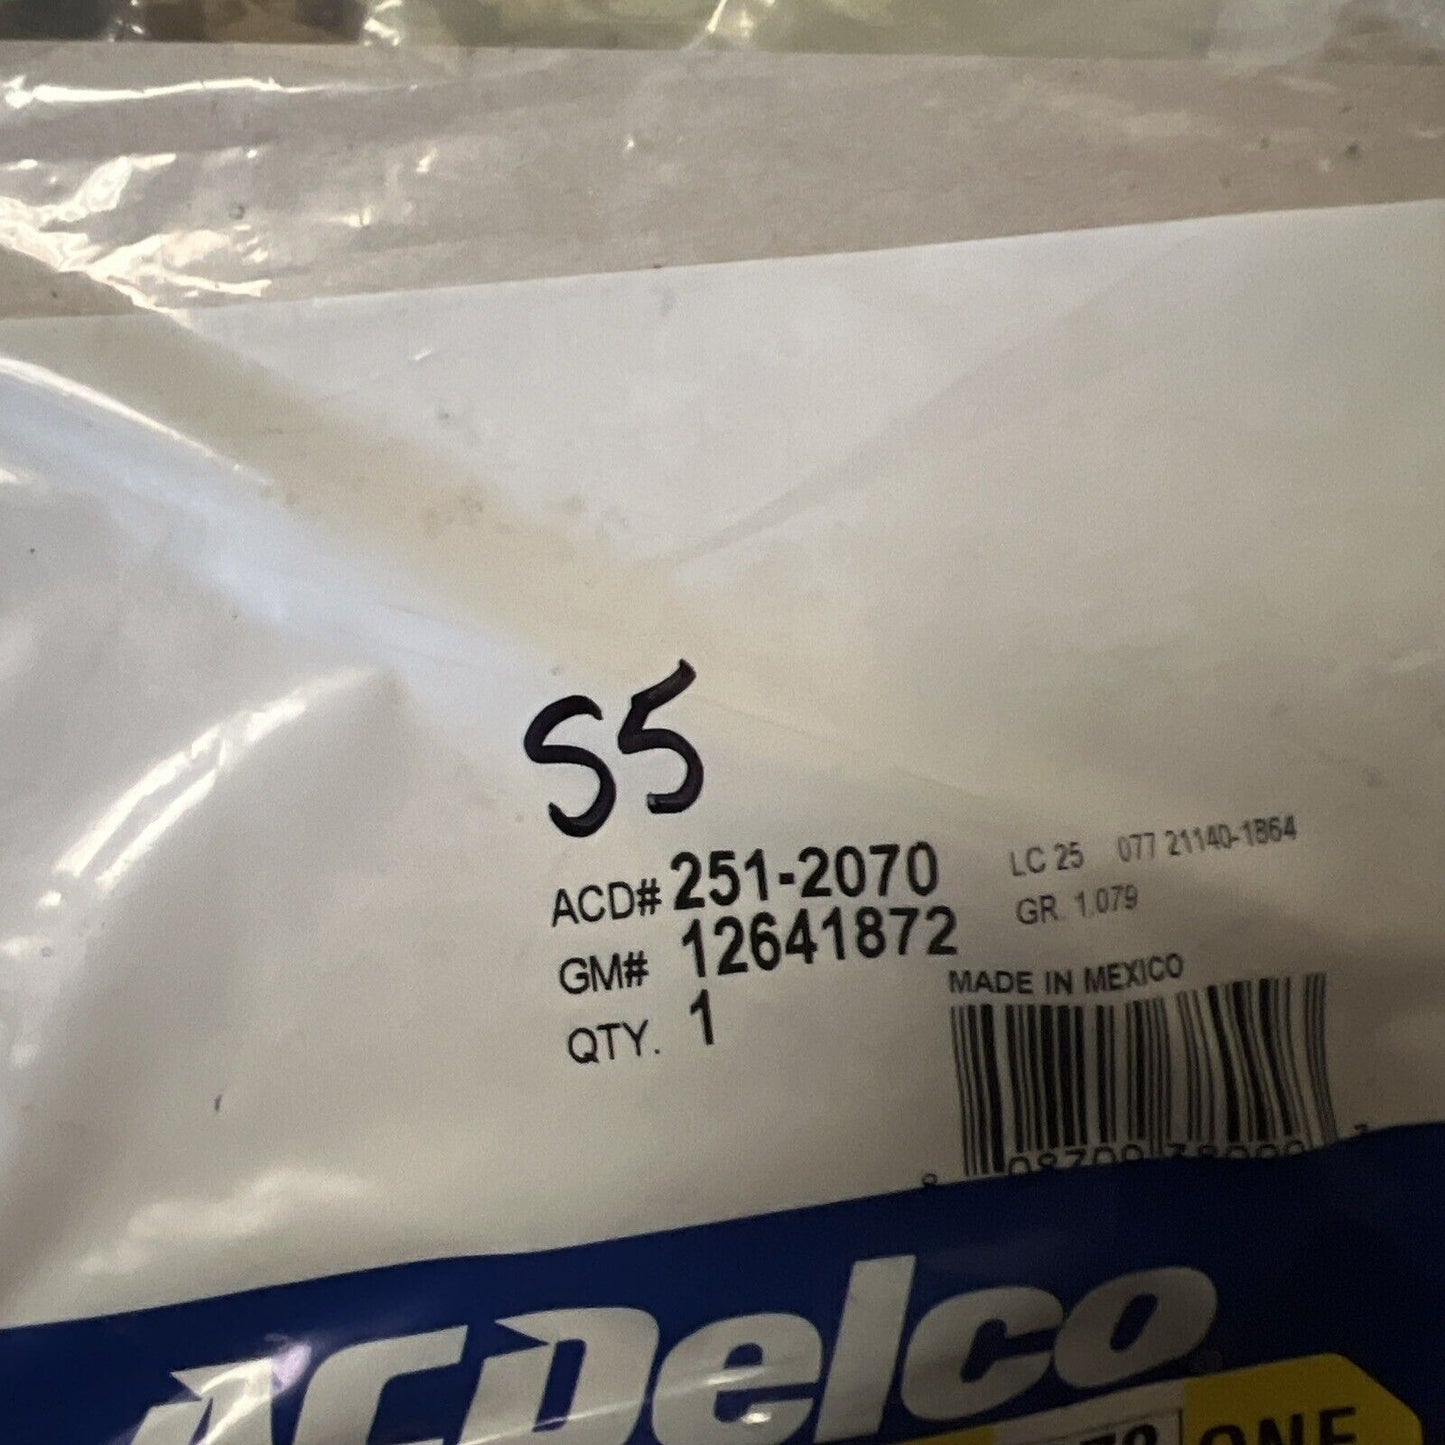 S5
ACD# 251-2070
GM# 12641872
QTY. 1
LC 25 077 21140-1864
GR. 1.079
MADE IN MEXICO
ACDelco
ONE